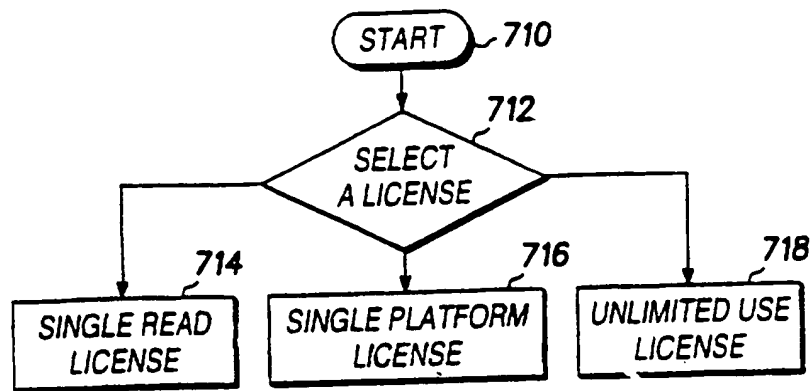 START
710
712
SELECT
A LICENSE
714
716
718
SINGLE READ
LICENSE
SINGLE PLATFORM
LICENSE
UNLIMITED USE
LICENSE